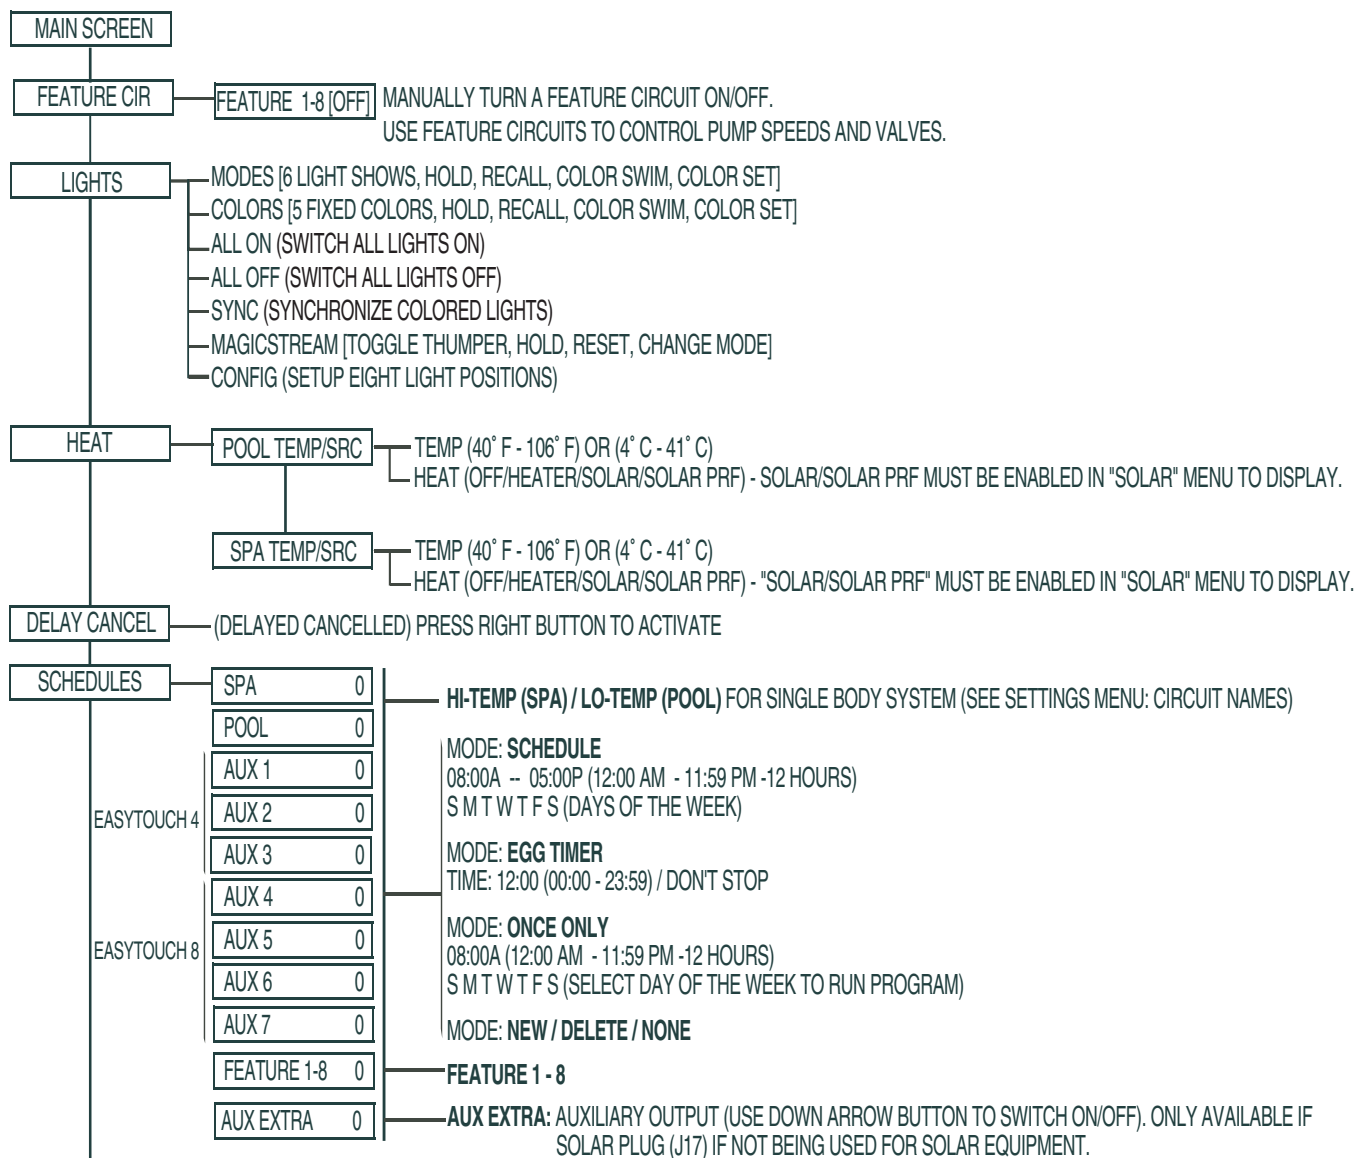 MAIN SCREEN
FEATURE CIR
FEATURE 1-8 [OFF]
MANUALLY TURN A FEATURE CIRCUIT ON/OFF.
USE FEATURE CIRCUITS TO CONTROL PUMP SPEEDS AND VALVES.
LIGHTS
MODES [6 LIGHT SHOWS, HOLD, RECALL, COLOR SWIM, COLOR SET]
COLORS [5 FIXED COLORS, HOLD, RECALL, COLOR SWIM, COLOR SET]
ALL ON (SWITCH ALL LIGHTS ON)
ALL OFF (SWITCH ALL LIGHTS OFF)
SYNC (SYNCHRONIZE COLORED LIGHTS)
MAGICSTREAM [TOGGLE THUMPER, HOLD, RESET, CHANGE MODE]
CONFIG (SETUP EIGHT LIGHT POSITIONS)
HEAT
POOL TEMP/SRC
TEMP (40˚ F - 106˚ F) OR (4˚ C - 41˚ C)
HEAT (OFF/HEATER/SOLAR/SOLAR PRF) - SOLAR/SOLAR PRF MUST BE ENABLED IN "SOLAR" MENU TO DISPLAY.
SPA TEMP/SRC
TEMP (40˚ F - 106˚ F) OR (4˚ C - 41˚ C)
HEAT (OFF/HEATER/SOLAR/SOLAR PRF) - "SOLAR/SOLAR PRF" MUST BE ENABLED IN "SOLAR" MENU TO DISPLAY.
DELAY CANCEL
(DELAYED CANCELLED) PRESS RIGHT BUTTON TO ACTIVATE
SCHEDULES
SPA 0
POOL 0
EASYTOUCH 4
AUX 1 0
AUX 2 0
AUX 3 0
EASYTOUCH 8
AUX 4 0
AUX 5 0
AUX 6 0
AUX 7 0
FEATURE 1-8 0
AUX EXTRA 0
HI-TEMP (SPA) / LO-TEMP (POOL) FOR SINGLE BODY SYSTEM (SEE SETTINGS MENU: CIRCUIT NAMES)
MODE: SCHEDULE
08:00A -- 05:00P (12:00 AM - 11:59 PM -12 HOURS)
S M T W T F S (DAYS OF THE WEEK)
MODE: EGG TIMER
TIME: 12:00 (00:00 - 23:59) / DON'T STOP
MODE: ONCE ONLY
08:00A (12:00 AM - 11:59 PM -12 HOURS)
S M T W T F S (SELECT DAY OF THE WEEK TO RUN PROGRAM)
MODE: NEW / DELETE / NONE
FEATURE 1 - 8
AUX EXTRA: AUXILIARY OUTPUT (USE DOWN ARROW BUTTON TO SWITCH ON/OFF). ONLY AVAILABLE IF
SOLAR PLUG (J17) IF NOT BEING USED FOR SOLAR EQUIPMENT.